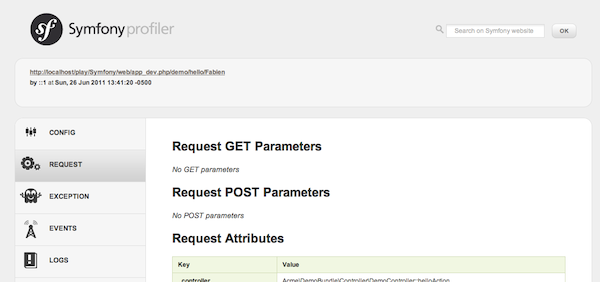 sf Symfony profiler
Search on Symfony website
OK
http://localhost/play/Symfony/web/app_dev.php/demo/hello/Fabien
by ::1 at Sun, 26 Jun 2011 13:41:20 -0500
CONFIG
REQUEST
EXCEPTION
EVENTS
LOGS
Request GET Parameters
No GET parameters
Request POST Parameters
No POST parameters
Request Attributes
Key Value
_controller Acme\DemoBundle\Controller\DemoController::helloAction